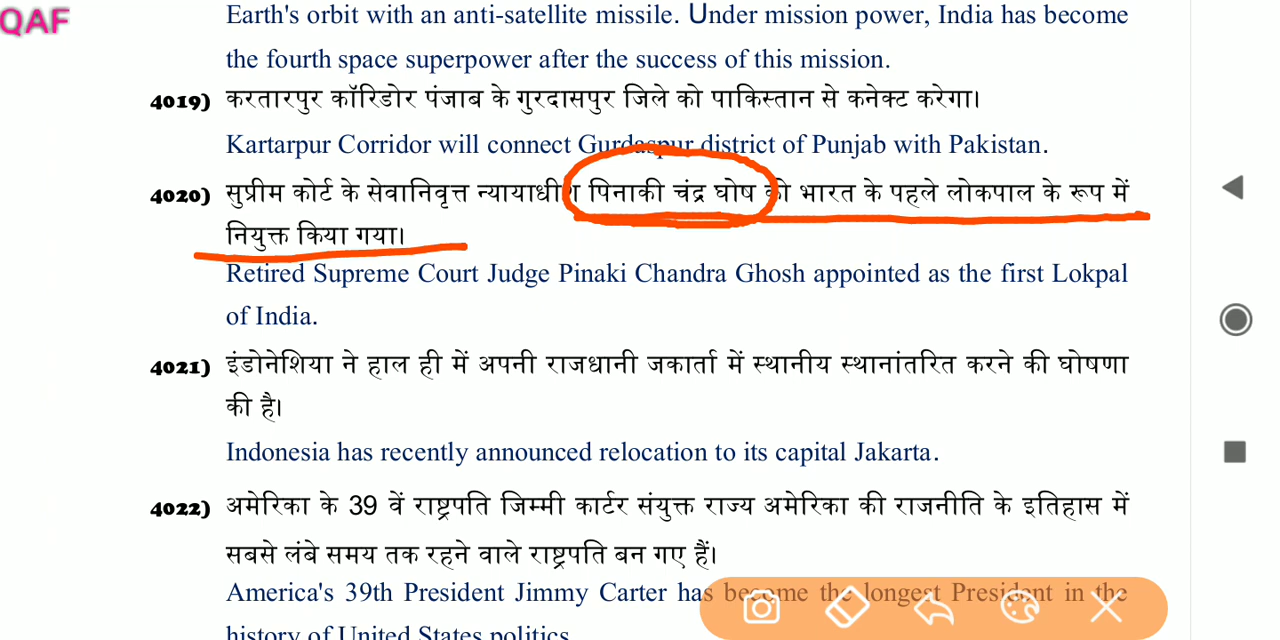 QAF
Earth's orbit with an anti-satellite missile. Under mission power, India has become
the fourth space superpower after the success of this mission.
4019) करतारपुर कॉरिडोर पंजाब के गुरदासपुर जिले को पाकिस्तान से कनेक्ट करेगा।
Kartarpur Corridor will connect Gurdaspur district of Punjab with Pakistan.
4020) सुप्रीम कोर्ट के सेवानिवृत्त न्यायाधीश पिनाकी चंद्र घोष को भारत के पहले लोकपाल के रूप में
नियुक्त किया गया।
Retired Supreme Court Judge Pinaki Chandra Ghosh appointed as the first Lokpal
of India.
4021) इंडोनेशिया ने हाल ही में अपनी राजधानी जकार्ता में स्थानीय स्थानांतरित करने की घोषणा
की है।
Indonesia has recently announced relocation to its capital Jakarta.
4022) अमेरिका के 39 वें राष्ट्रपति जिम्मी कार्टर संयुक्त राज्य अमेरिका की राजनीति के इतिहास में
सबसे लंबे समय तक रहने वाले राष्ट्रपति बन गए हैं।
America's 39th President Jimmy Carter has become the longest President in the
history of United States politics.